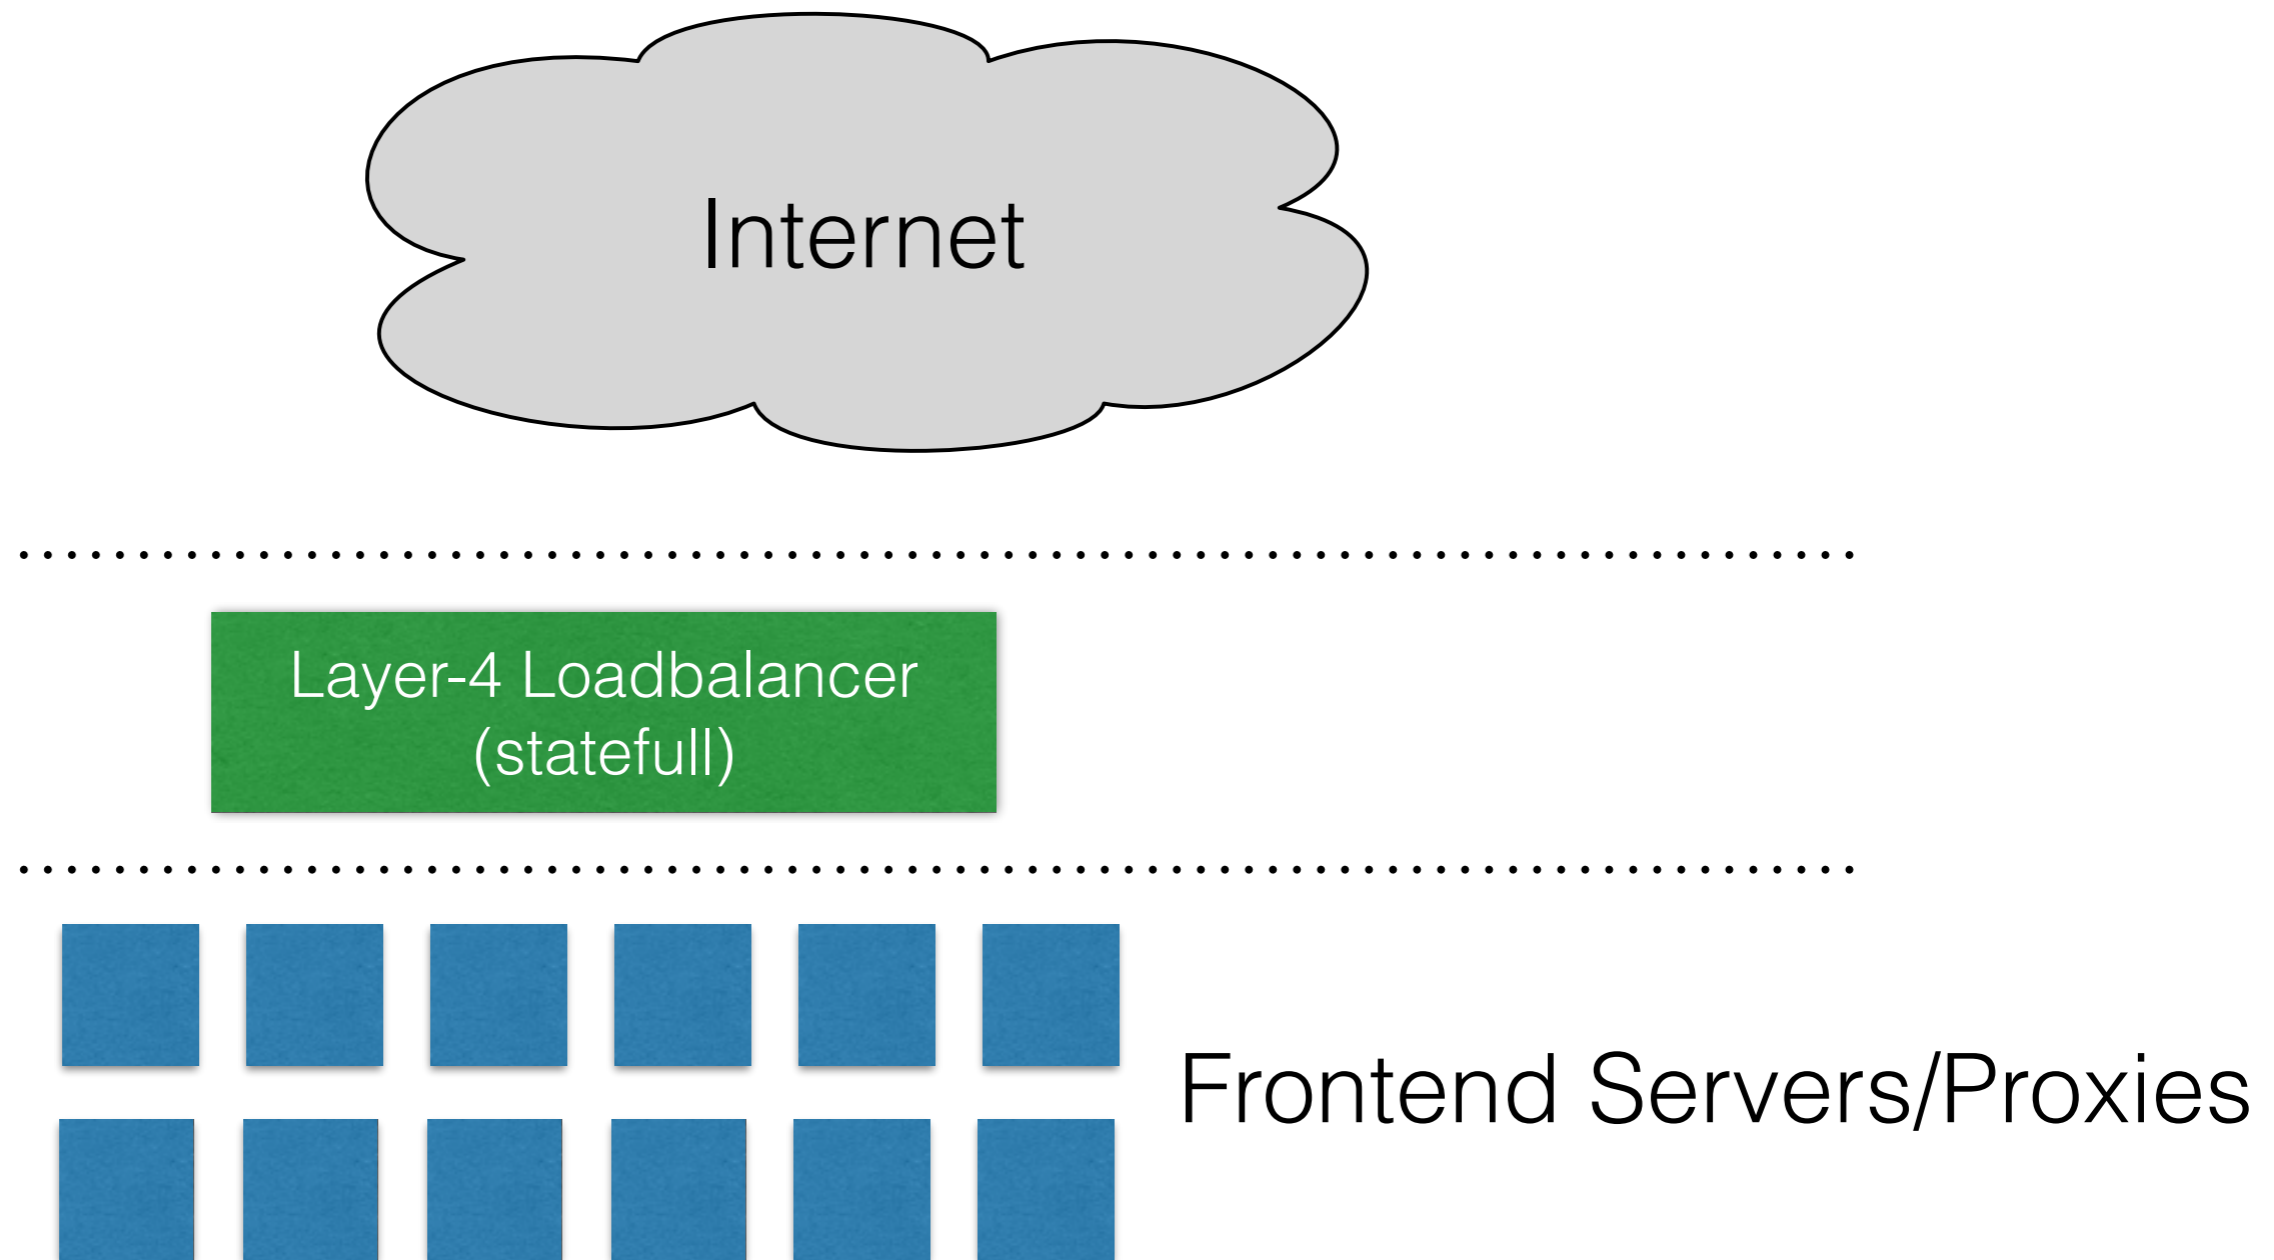 Internet
Layer-4 Loadbalancer
(statefull)
Frontend Servers/Proxies